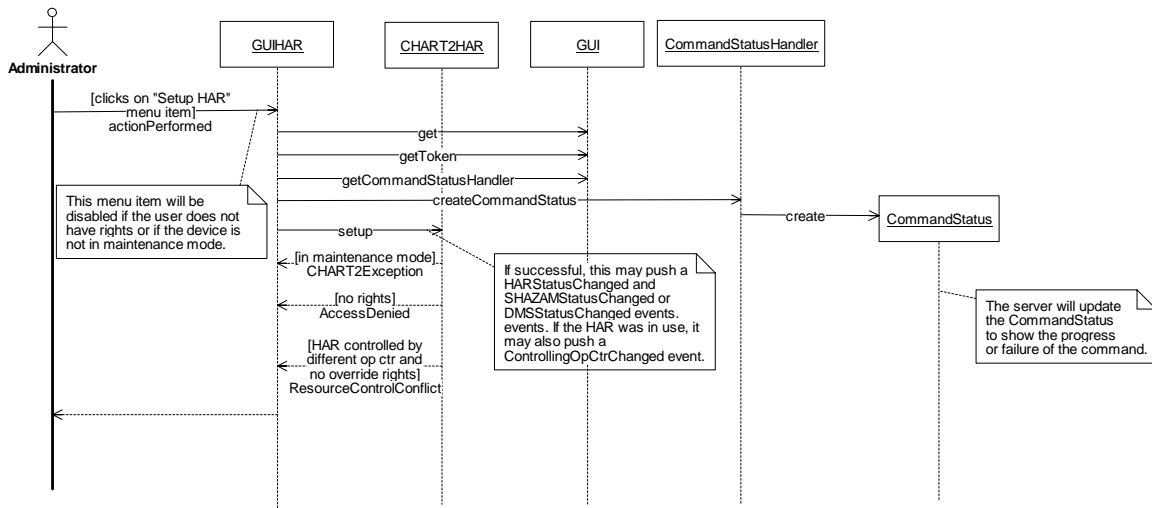 GUIHAR
CHART2HAR
GUI
CommandStatusHandler
Administrator
[clicks on "Setup HAR"
menu item]
actionPerformed
get
getToken
getCommandStatusHandler
createCommandStatus
create
CommandStatus
This menu item will be
disabled if the user does not
have rights or if the device is
not in maintenance mode.
setup
[in maintenance mode]
CHART2Exception
If successful, this may push a
HARStatusChanged and
SHAZAMStatusChanged or
DMSStatusChanged events.
events. If the HAR was in use, it
may also push a
ControllingOpCtrChanged event.
[no rights]
AccessDenied
The server will update
the CommandStatus
to show the progress
or failure of the command.
[HAR controlled by
different op ctr and
no override rights]
ResourceControlConflict